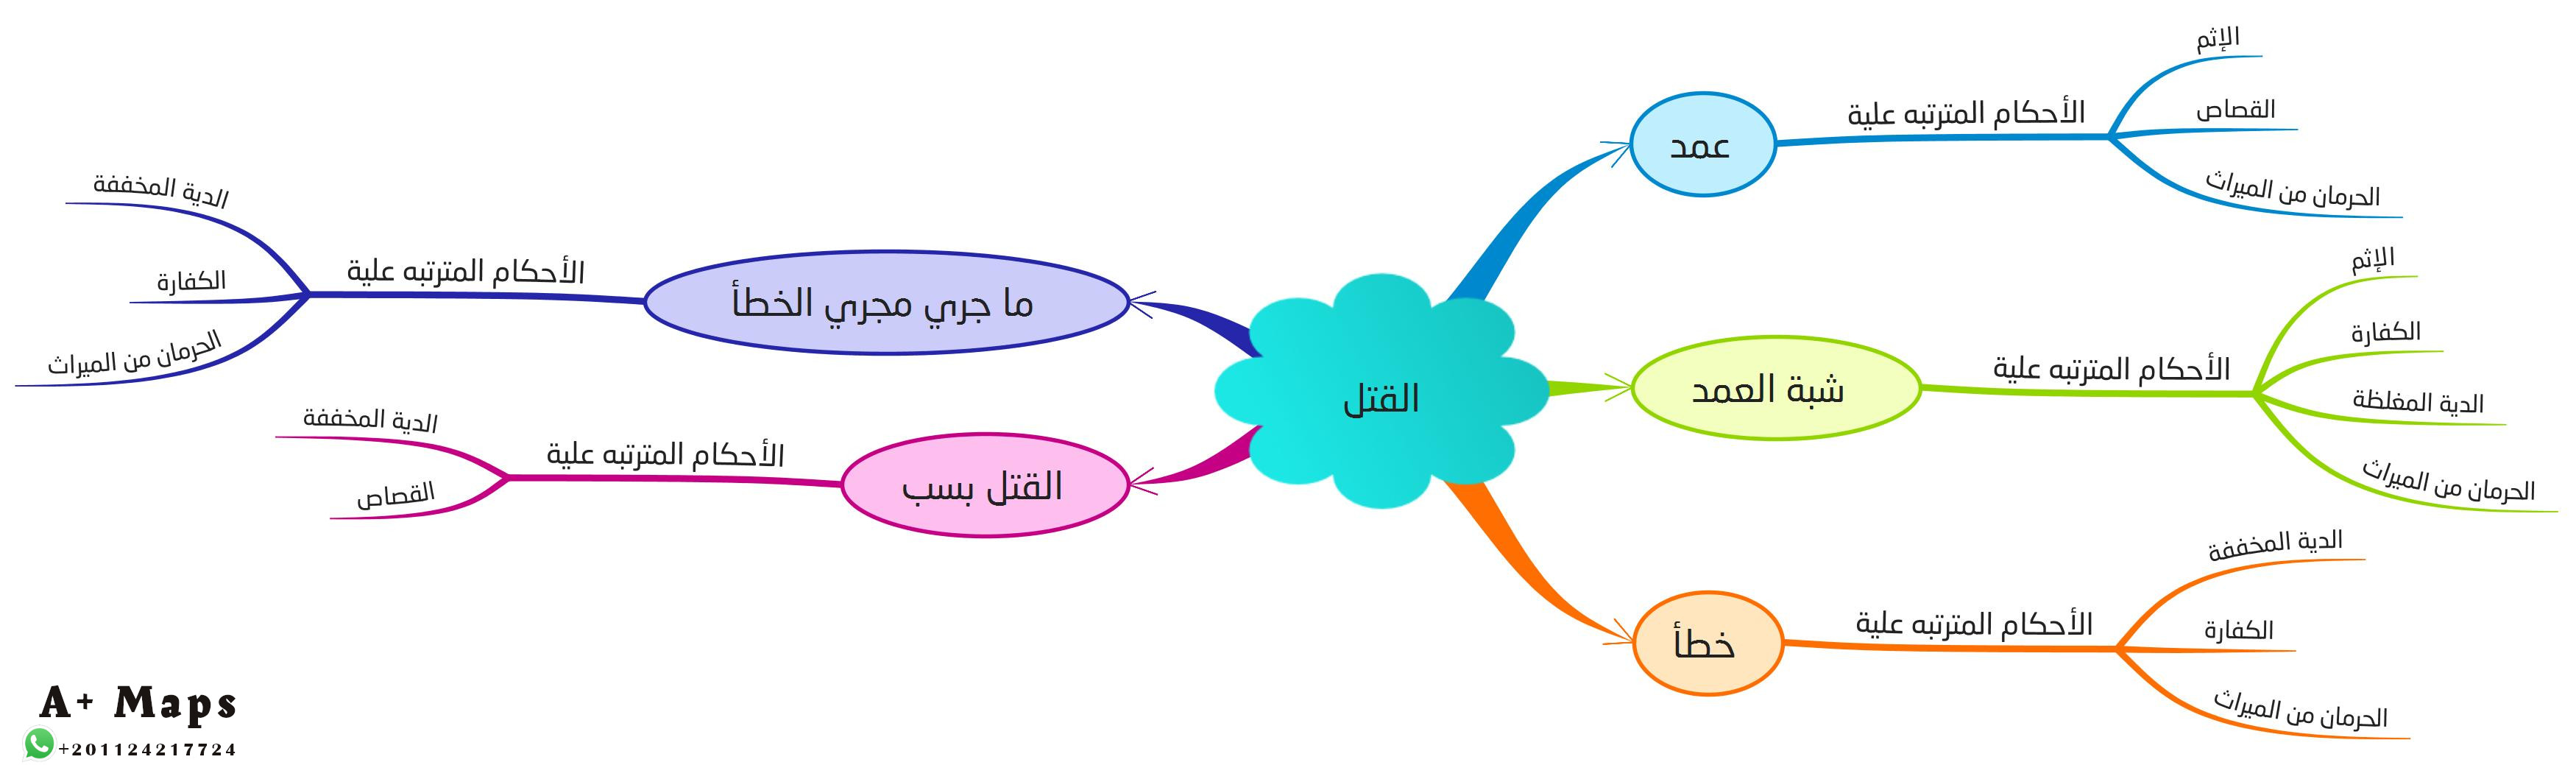 القتل
عمد
الأحكام المترتبه علية
الإثم
القصاص
الحرمان من الميراث
شبة العمد
الأحكام المترتبه علية
الإثم
الكفارة
الدية المغلظة
الحرمان من الميراث
خطأ
الأحكام المترتبه علية
الدية المخففة
الكفارة
الحرمان من الميراث
ما جري مجري الخطأ
الأحكام المترتبه علية
الدية المخففة
الكفارة
الحرمان من الميراث
القتل بسب
الأحكام المترتبه علية
الدية المخففة
القصاص
A+ Maps
+201124217724